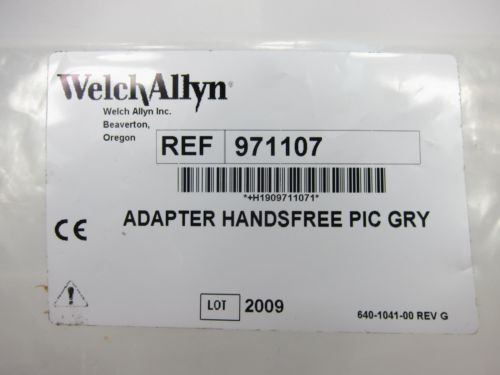 WelchAllyn®
Welch Allyn Inc.
Beaverton,
Oregon
REF 971107
*+H1909711071*
ADAPTER HANDSFREE PIC GRY
CE
LOT 2009
640-1041-00 REV G